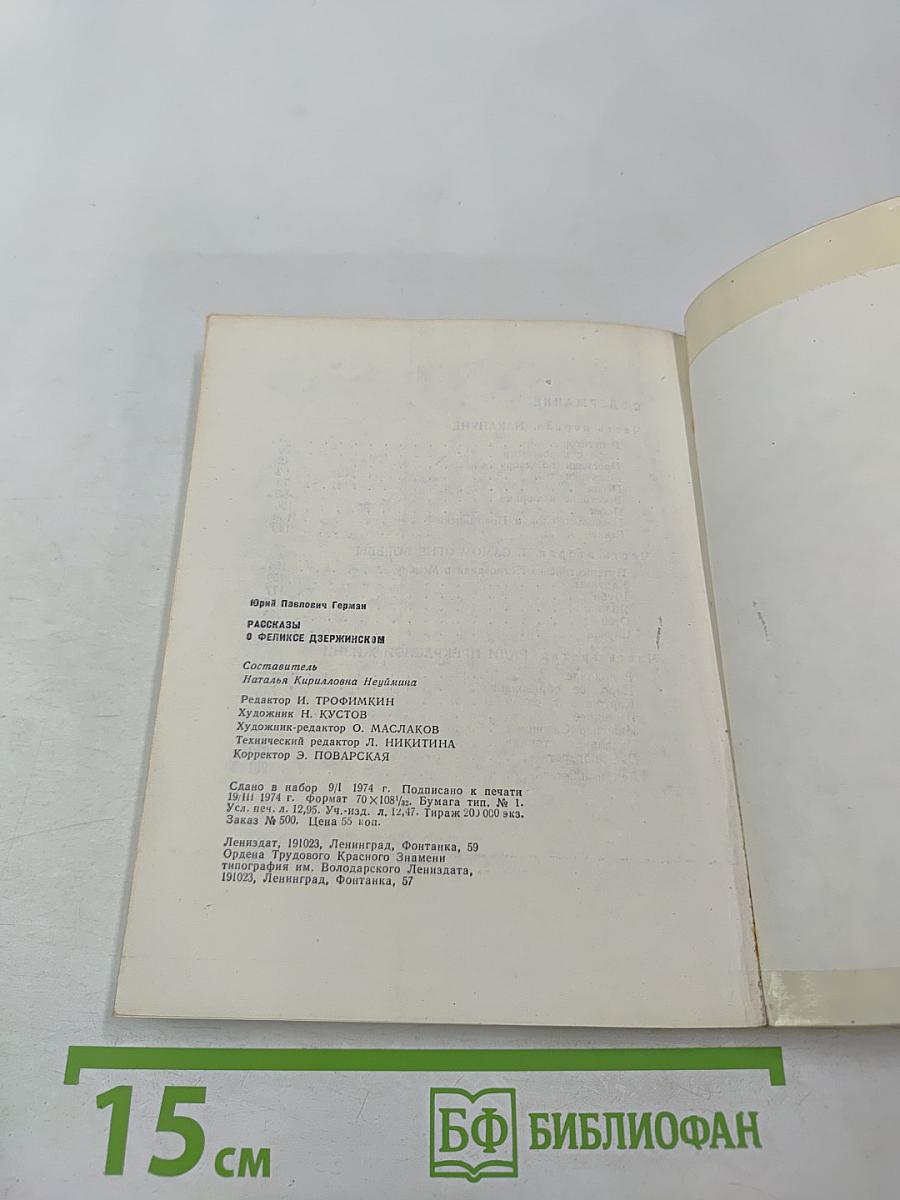 СОДЕРЖАНИЕ
Юрий Павлович Герман
РАССКАЗЫ
О ФЕЛИКСЕ ДЗЕРЖИНСКОМ
Составитель
Наталья Кирилловна Неуймина
Редактор И. ТРОФИМКИН
Художник Н. КУСТОВ
Художник-редактор О. МАСЛАКОВ
Технический редактор Л. НИКИТИНА
Корректор Э. ПОВАРСКАЯ
Сдано в набор 9/I 1974 г. Подписано к печати
19/III 1974 г. Формат 70×108¹/₃₂. Бумага тип. № 1.
Усл. печ. л. 12,95. Уч.-изд. л. 12,47. Тираж 200 000 экз.
Заказ № 500. Цена 55 коп.
Лениздат, 191023, Ленинград, Фонтанка, 59
Ордена Трудового Красного Знамени
типография им. Володарского Лениздата,
191023, Ленинград, Фонтанка, 57
15 см
БФ БИБЛИОФАН